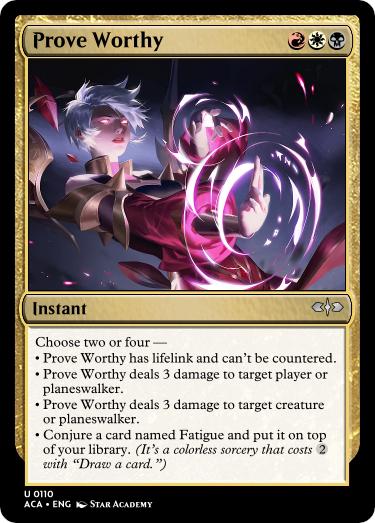 Prove Worthy
Instant
Choose two or four —
• Prove Worthy has lifelink and can't be countered.
• Prove Worthy deals 3 damage to target player or
planeswalker.
• Prove Worthy deals 3 damage to target creature
or planeswalker.
• Conjure a card named Fatigue and put it on top
of your library. (It's a colorless sorcery that costs 2
with “Draw a card.”)
U 0110
ACA • ENG STAR ACADEMY